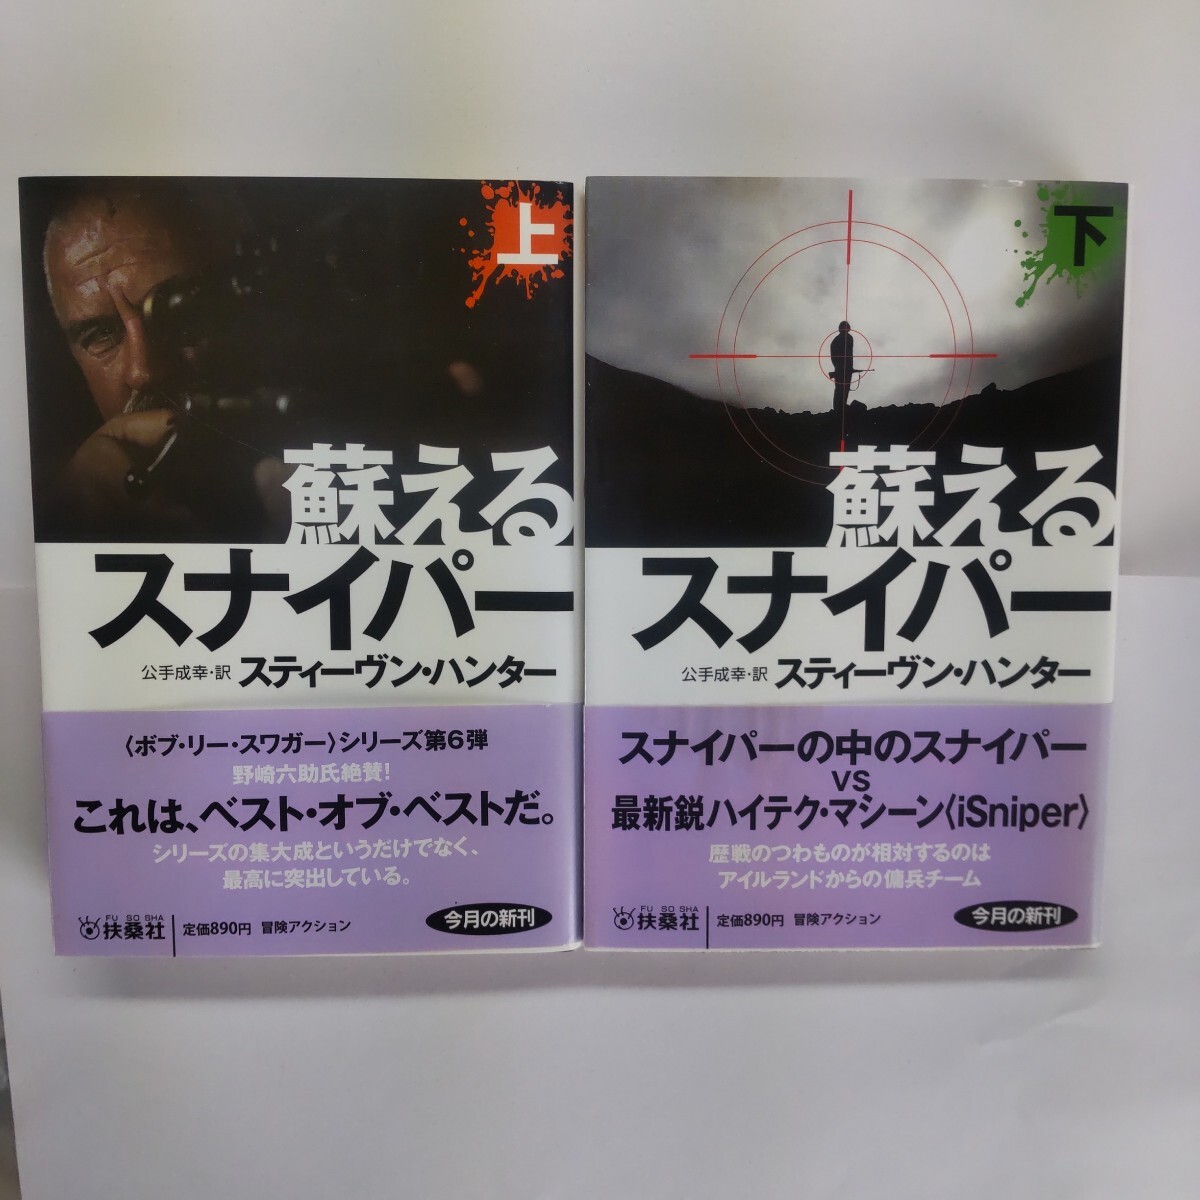 上
蘇える
スナイパー
公手成幸・訳 スティーヴン・ハンター
〈ボブ・リー・スワガー〉シリーズ第6弾
野崎六助氏絶賛!
これは、ベスト・オブ・ベストだ。
シリーズの集大成というだけでなく、
最高に突出している。
FU SO SHA
扶桑社
定価890円 冒険アクション
今月の新刊
下
蘇える
スナイパー
公手成幸・訳 スティーヴン・ハンター
スナイパーの中のスナイパー
VS
最新鋭ハイテク・マシーン〈iSniper〉
歴戦のつわものが相対するのは
アイルランドからの傭兵チーム
FU SO SHA
扶桑社
定価890円 冒険アクション
今月の新刊